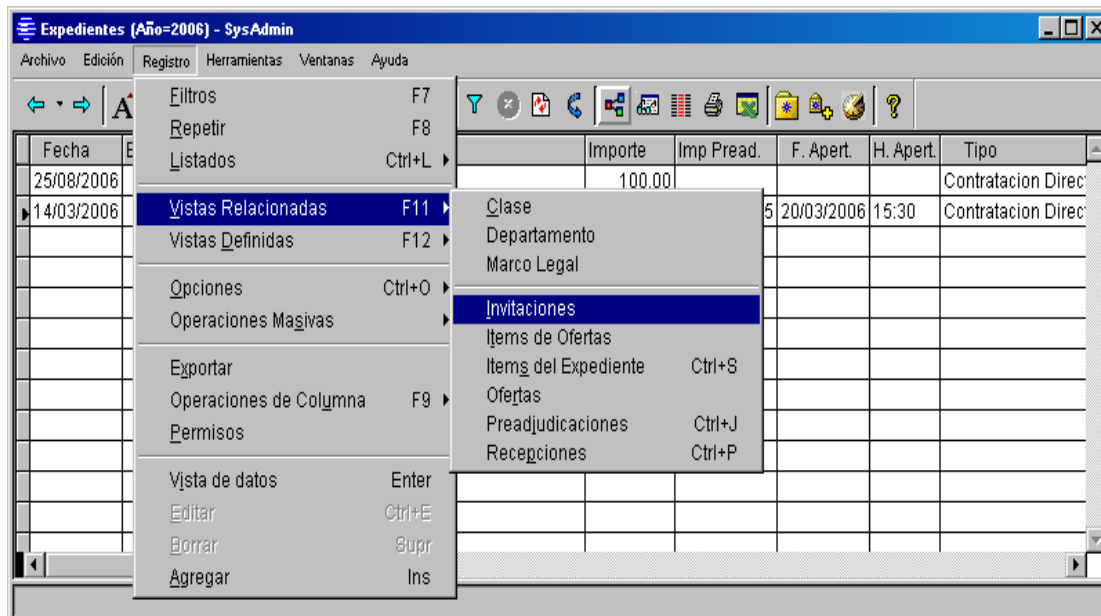 Expedientes (Año=2006) - SysAdmin
Archivo Edición Registro Herramientas Ventanas Ayuda
Filtros F7
Repetir F8
Listados Ctrl+L
Vistas Relacionadas F11
Vistas Definidas F12
Opciones Ctrl+O
Operaciones Masivas
Exportar
Operaciones de Columna F9
Permisos
Vista de datos Enter
Editar Ctrl+E
Borrar Supr
Agregar Ins
Clase
Departamento
Marco Legal
Invitaciones
Items de Ofertas
Items del Expediente Ctrl+S
Ofertas
Preadjudicaciones Ctrl+J
Recepciones Ctrl+P
Fecha E Importe Imp Pread. F. Apert. H. Apert. Tipo
25/08/2006 100.00 Contratacion Direc
14/03/2006 5 20/03/2006 15:30 Contratacion Direc